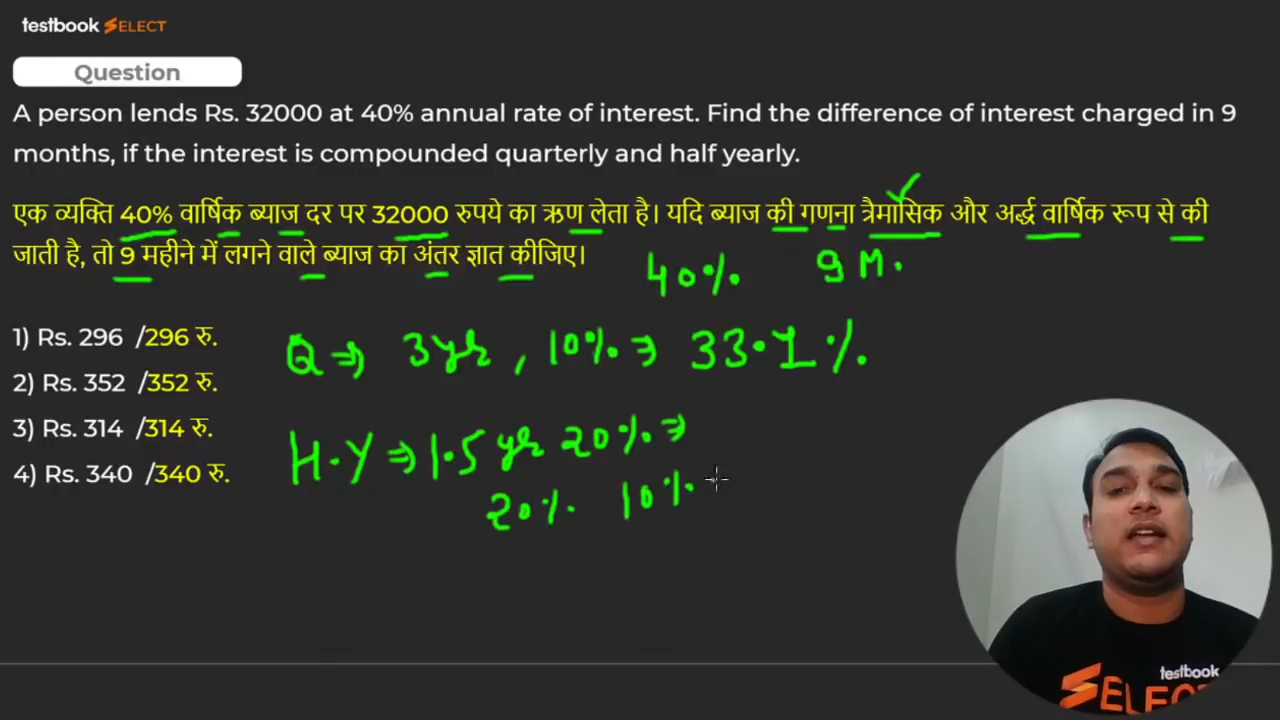 testbook SELECT
Question
A person lends Rs. 32000 at 40% annual rate of interest. Find the difference of interest charged in 9
months, if the interest is compounded quarterly and half yearly.
एक व्यक्ति 40% वार्षिक ब्याज दर पर 32000 रुपये का ऋण लेता है। यदि ब्याज की गणना त्रैमासिक और अर्द्ध वार्षिक रूप से की
जाती है, तो 9 महीने में लगने वाले ब्याज का अंतर ज्ञात कीजिए।
40% 9 M.
1) Rs. 296 /296 रु.
2) Rs. 352 /352 रु.
3) Rs. 314 /314 रु.
4) Rs. 340 /340 रु.
Q ⇒ 3yr, 10% ⇒ 33.1%.
H.Y ⇒ 1.5 yr 20% ⇒
20% 10%
testbook
SELECT